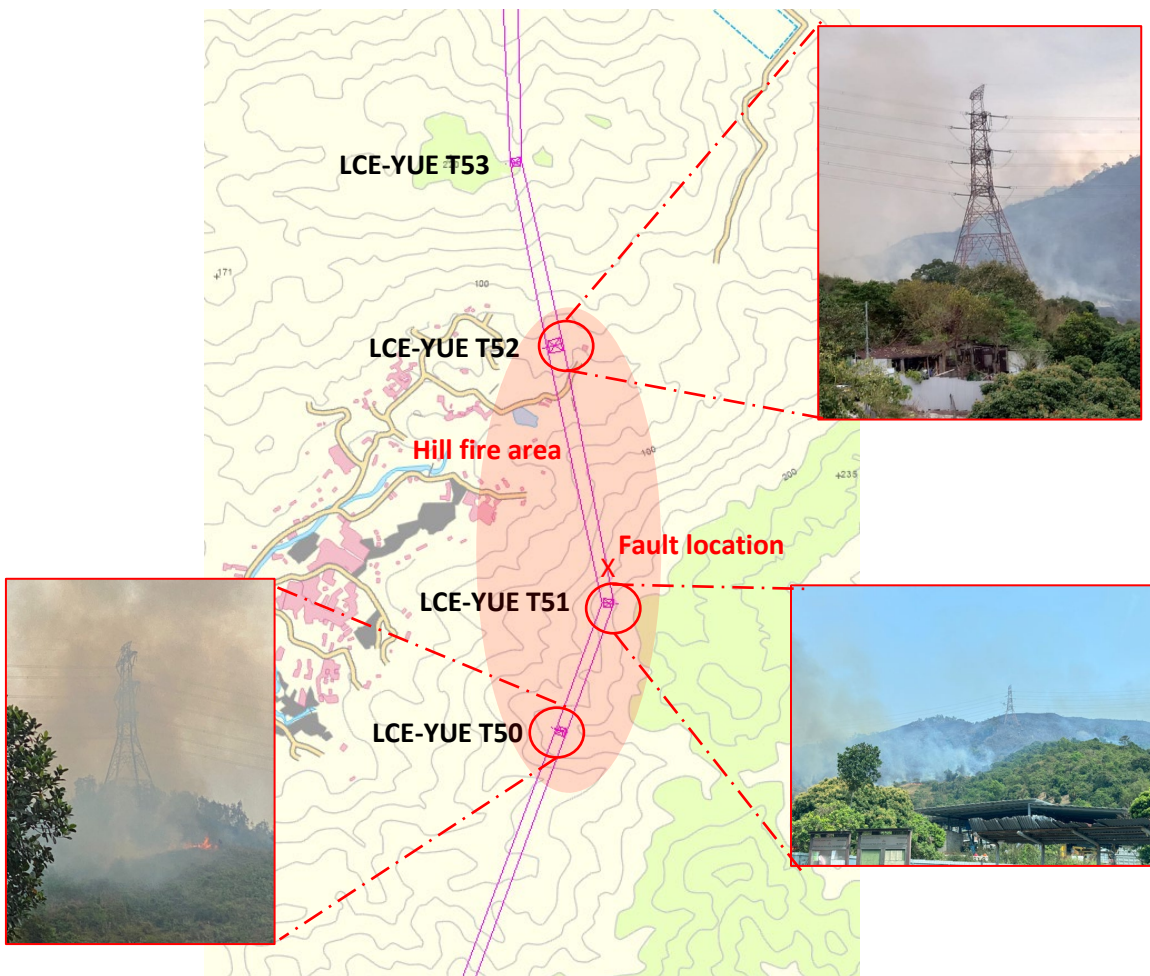 LCE-YUE T53
+171
100
LCE-YUE T52
Hill fire area
100
200
+235
Fault location
X
LCE-YUE T51
LCE-YUE T50